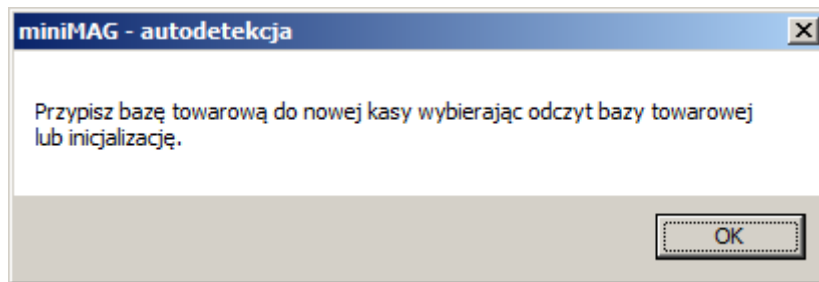 miniMAG - autodetekcja
Przypisz bazę towarową do nowej kasy wybierając odczyt bazy towarowej
lub inicjalizację.
OK